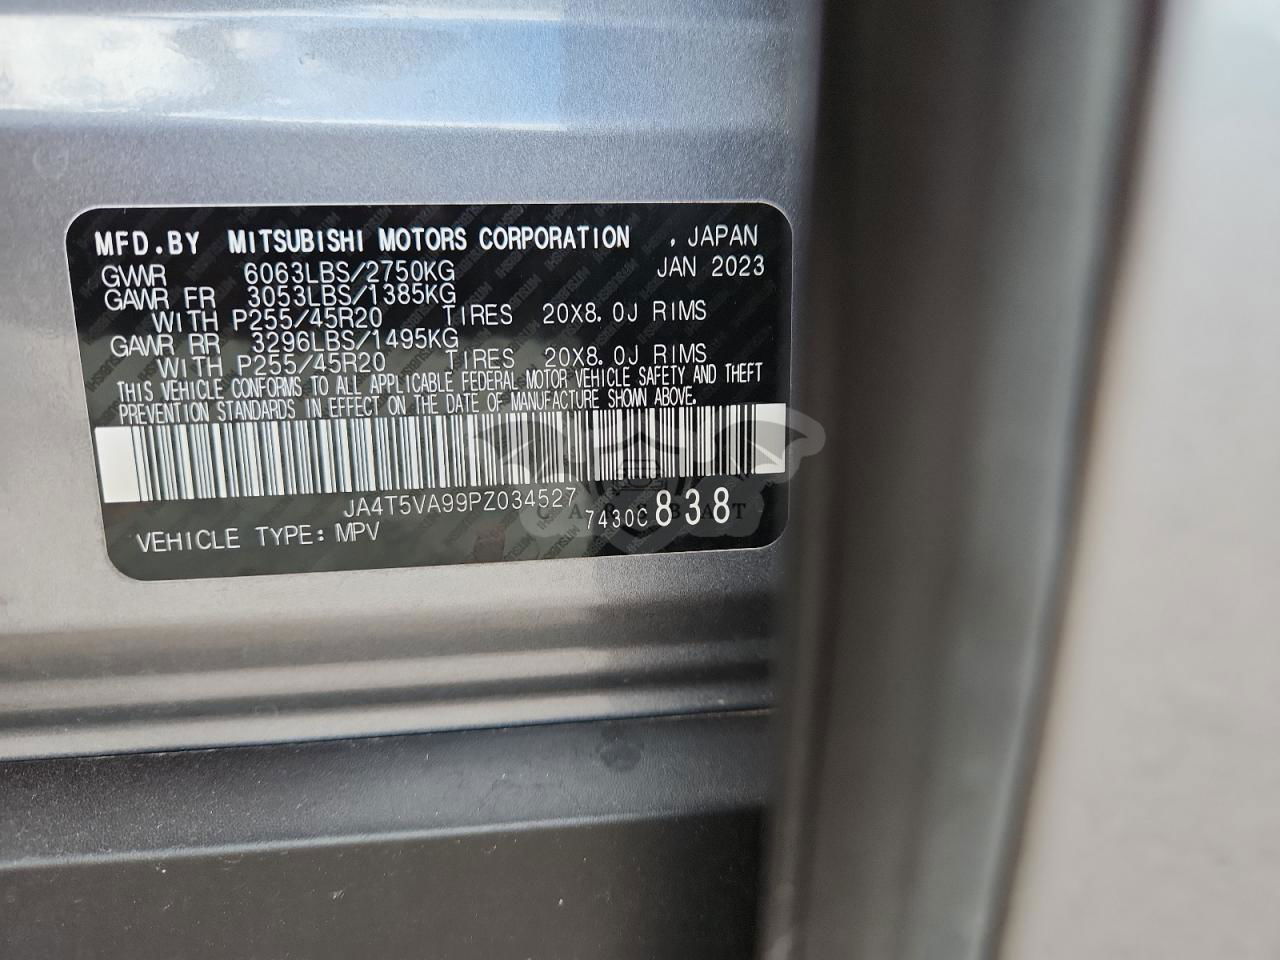 MFD.BY MITSUBISHI MOTORS CORPORATION , JAPAN
GVWR 6063LBS/2750KG JAN 2023
GAWR FR 3053LBS/1385KG
WITH P255/45R20 TIRES 20X8.0J RIMS
GAWR RR 3296LBS/1495KG
WITH P255/45R20 TIRES 20X8.0J RIMS
THIS VEHICLE CONFORMS TO ALL APPLICABLE FEDERAL MOTOR VEHICLE SAFETY AND THEFT
PREVENTION STANDARDS IN EFFECT ON THE DATE OF MANUFACTURE SHOWN ABOVE.
JA4T5VA99PZ034527
7430C 838
VEHICLE TYPE: MPV